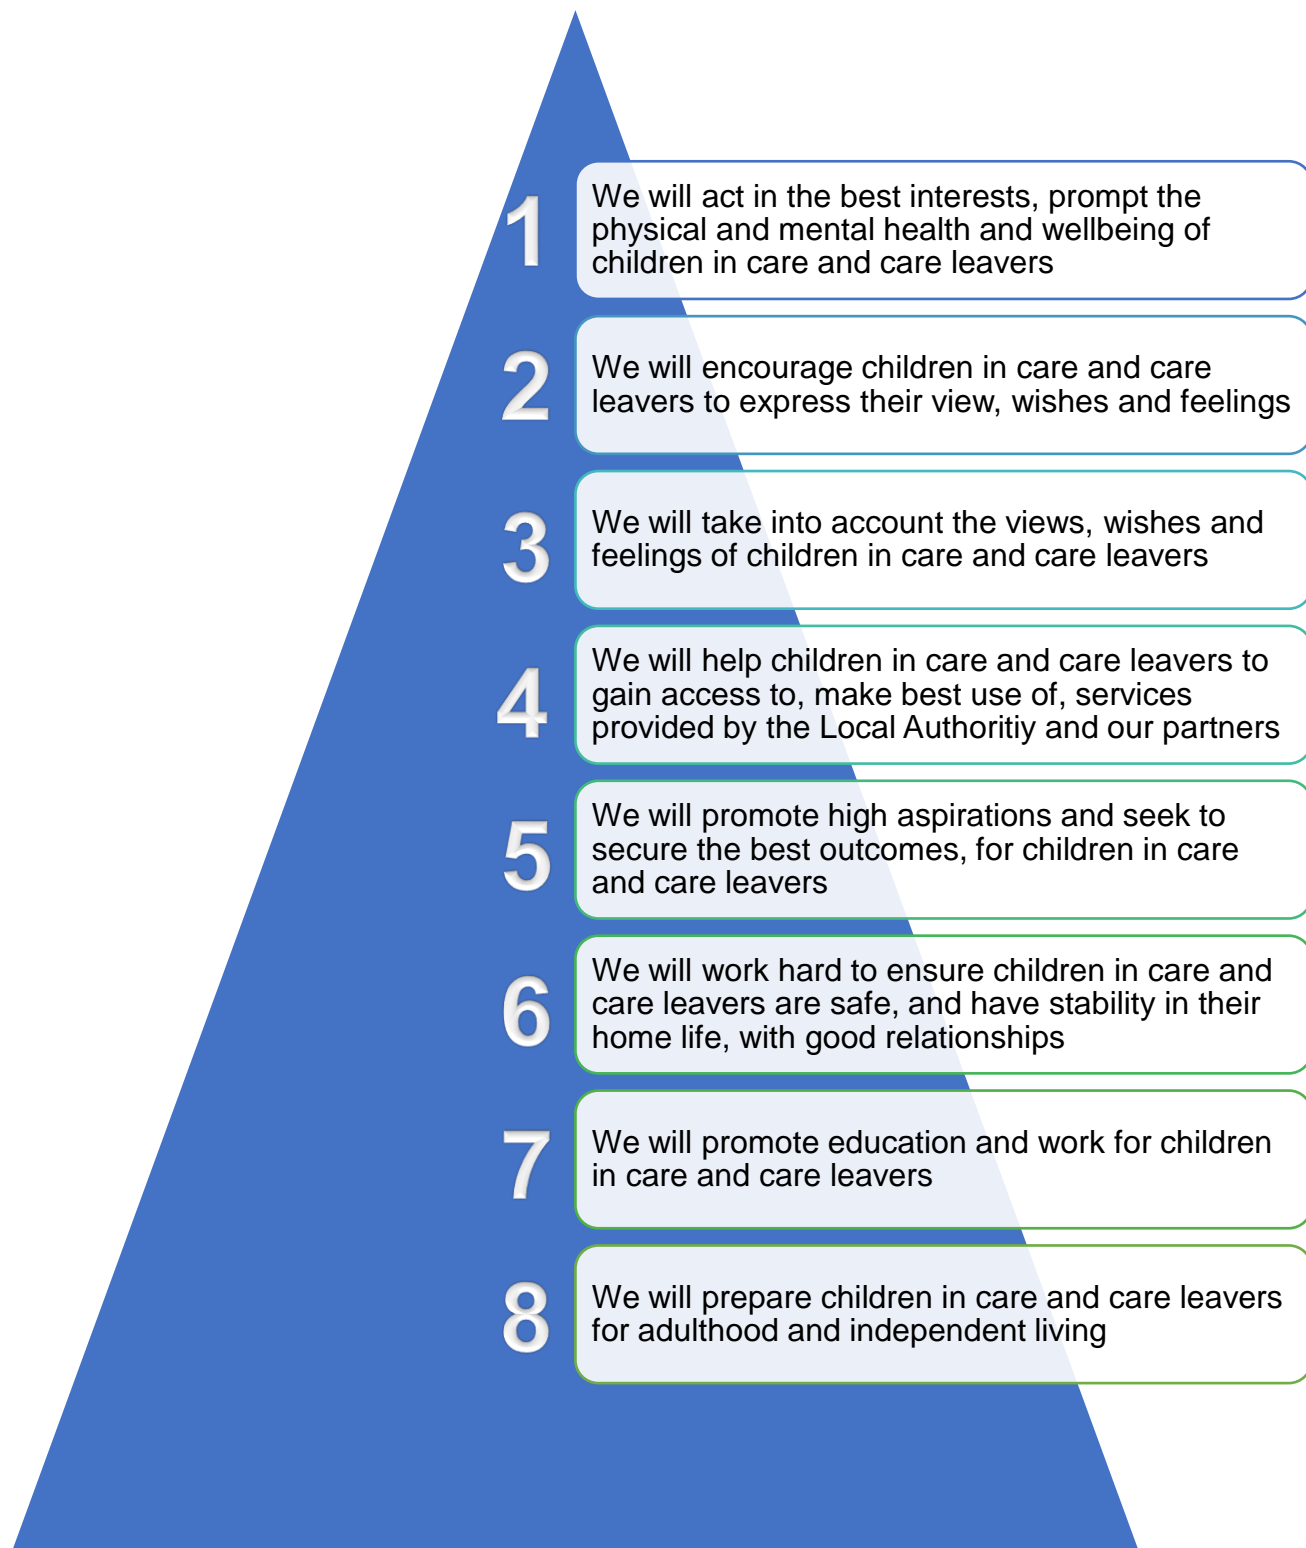 1
We will act in the best interests, prompt the
physical and mental health and wellbeing of
children in care and care leavers
2
We will encourage children in care and care
leavers to express their view, wishes and feelings
3
We will take into account the views, wishes and
feelings of children in care and care leavers
4
We will help children in care and care leavers to
gain access to, make best use of, services
provided by the Local Authoritiy and our partners
5
We will promote high aspirations and seek to
secure the best outcomes, for children in care
and care leavers
6
We will work hard to ensure children in care and
care leavers are safe, and have stability in their
home life, with good relationships
7
We will promote education and work for children
in care and care leavers
8
We will prepare children in care and care leavers
for adulthood and independent living